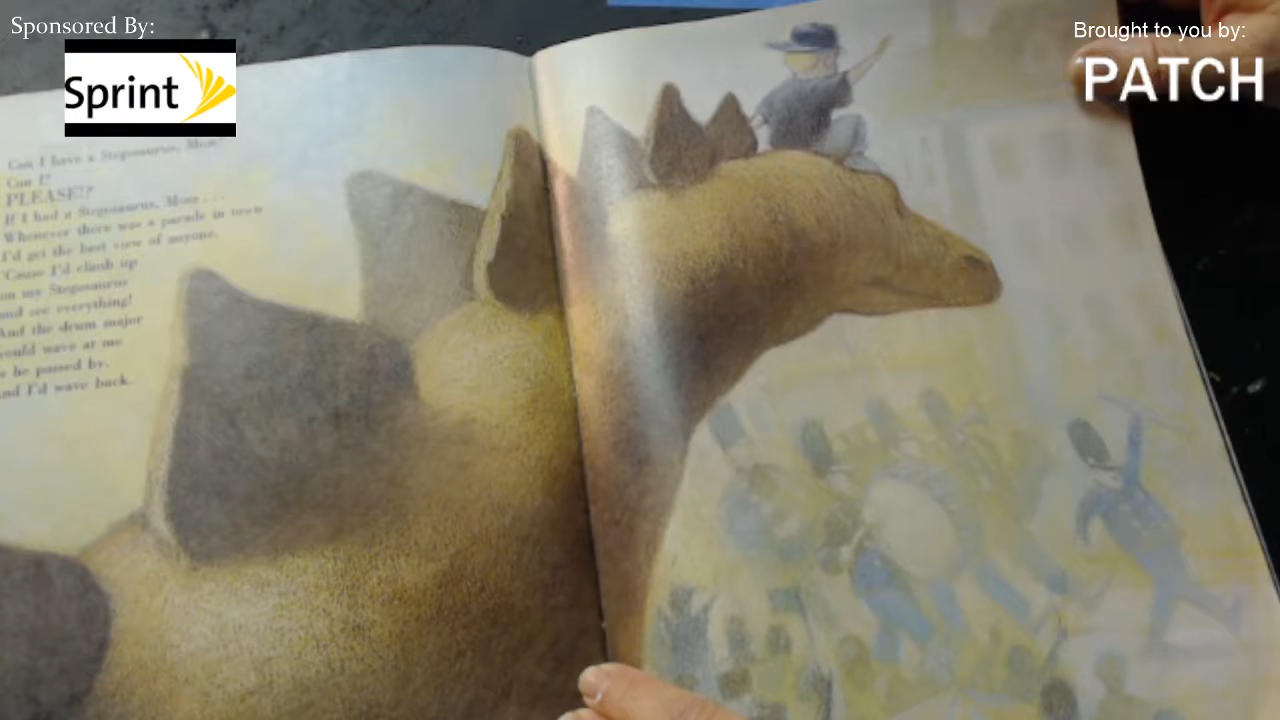 Sponsored By:
Sprint
Brought to you by:
PATCH
Can I have a Stegosaurus, Mom?
Can I?
PLEASE!?
If I had a Stegosaurus, Mom . . .
Whenever there was a parade in town
I'd get the best view of anyone.
'Cause I'd climb up
on my Stegosaurus
and see everything!
And the drum major
would wave at me
as he passed by.
And I'd wave back.